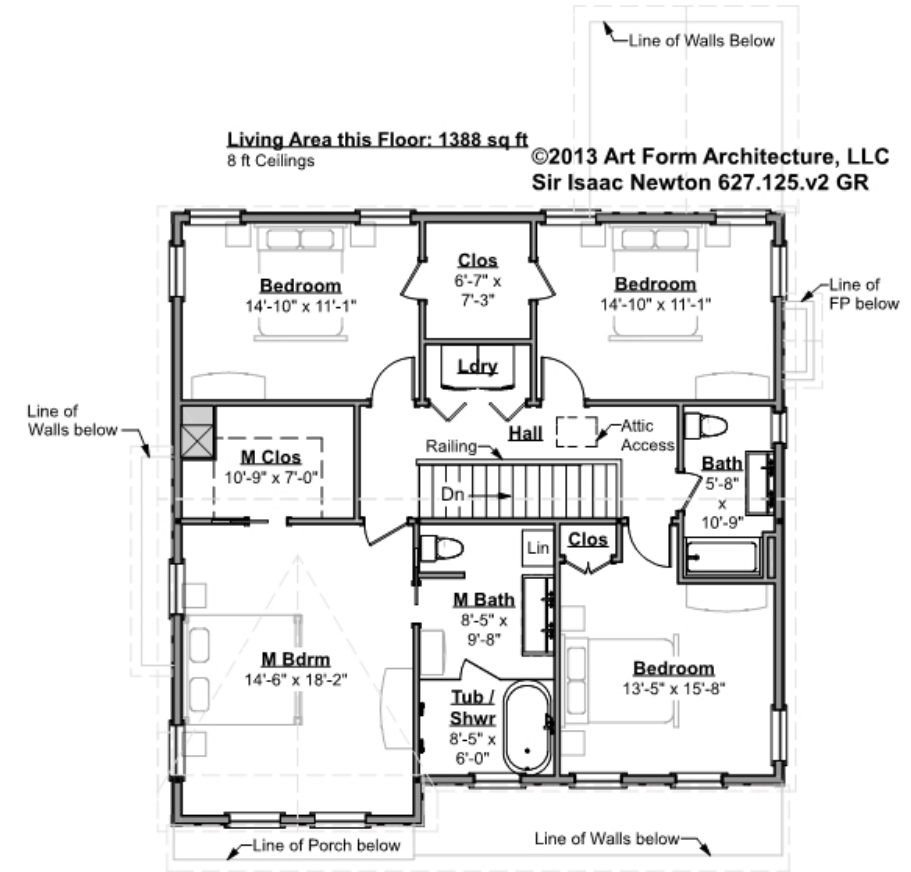 Line of Walls Below
Living Area this Floor: 1388 sq ft
8 ft Ceilings
©2013 Art Form Architecture, LLC
Sir Isaac Newton 627.125.v2 GR
Clos
6'-7" x
7'-3"
Bedroom
14'-10" x 11'-1"
Bedroom
14'-10" x 11'-1"
Line of
FP below
Ldry
Line of
Walls below
Hall
Attic
Access
Railing
M Clos
10'-9" x 7'-0"
Bath
5'-8"
x
10'-9"
Dn
Clos
Lin
M Bath
8'-5" x
9'-8"
M Bdrm
14'-6" x 18'-2"
Bedroom
13'-5" x 15'-8"
Tub /
Shwr
8'-5" x
6'-0"
Line of Porch below
Line of Walls below